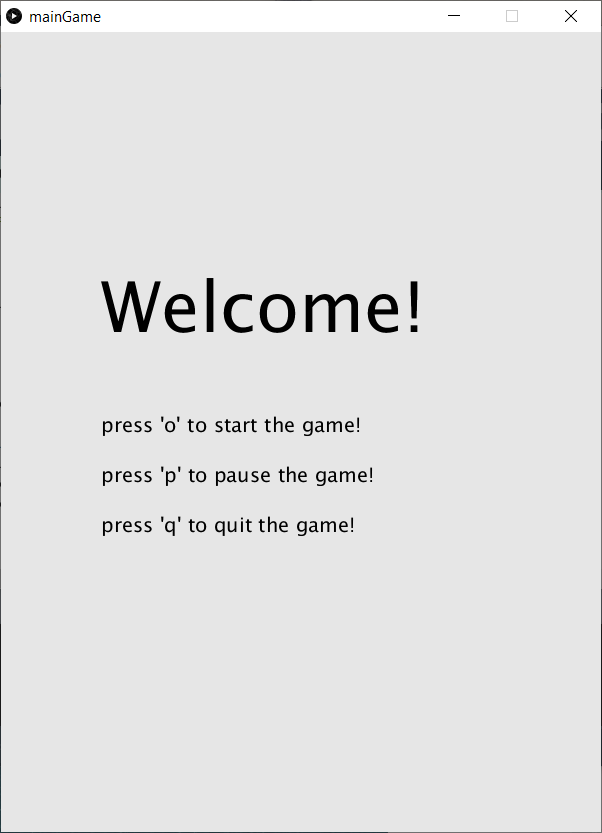 mainGame
Welcome!
press 'o' to start the game!
press 'p' to pause the game!
press 'q' to quit the game!